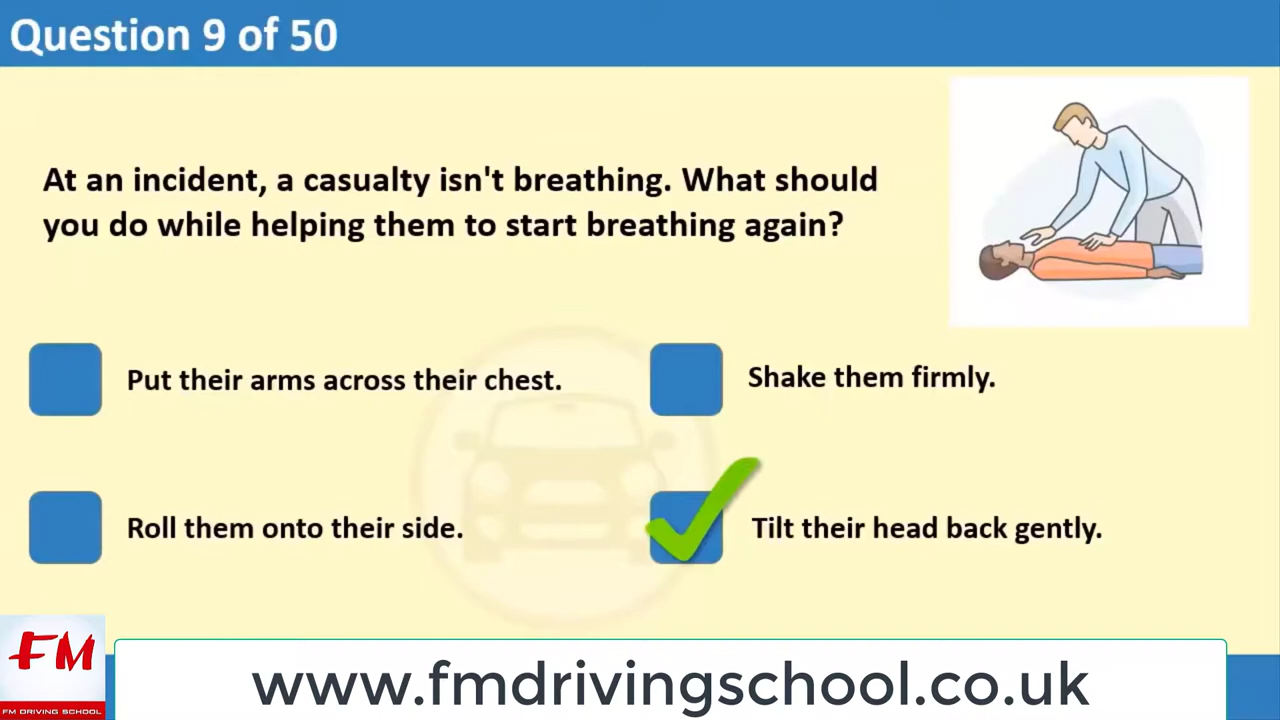 Question 9 of 50
At an incident, a casualty isn't breathing. What should
you do while helping them to start breathing again?
Put their arms across their chest.
Shake them firmly.
Roll them onto their side.
Tilt their head back gently.
FM
FM DRIVING SCHOOL
www.fmdrivingschool.co.uk